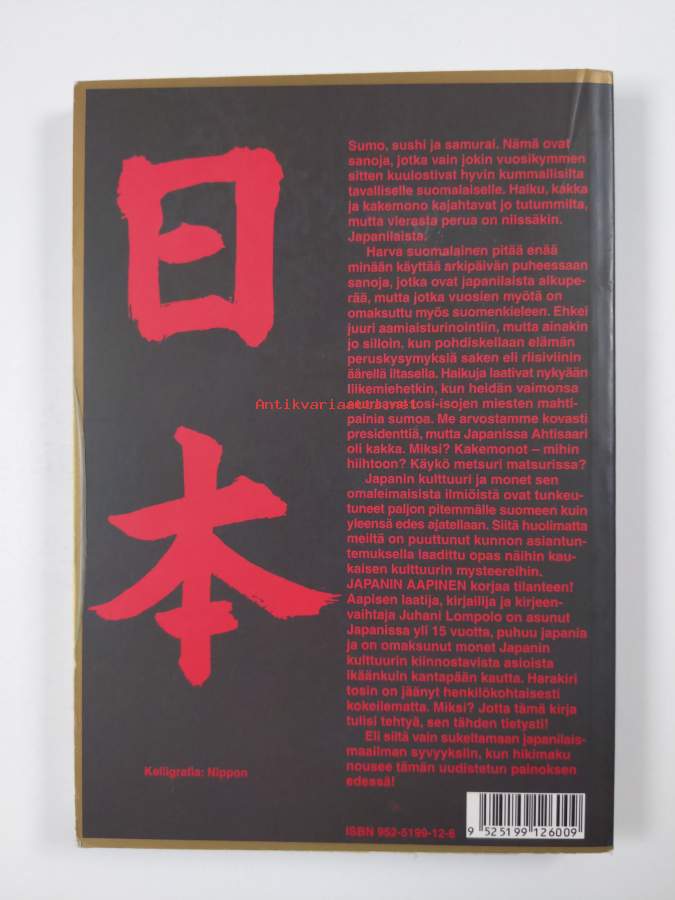 日
本
Sumo, sushi ja samurai. Nämä ovat
sanoja, jotka vain jokin vuosikymmen
sitten kuulostivat hyvin kummallisilta
tavalliselle suomalaiselle. Haiku, kakka
ja kakemono kajahtavat jo tutummilta,
mutta vierasta perua on niissäkin.
Japanilaista.
Harva suomalainen pitää enää
minään käyttää arkipäivän puheessaan
sanoja, jotka ovat japanilaista alkupe-
rää, mutta jotka vuosien myötä on
omaksuttu myös suomenkieleen. Ehkei
juuri aamiaisturinointiin, mutta ainakin
jo silloin, kun pohdiskellaan elämän
peruskysymyksiä saken eli riisiviinin
äärellä iltasella. Haikuja laativat nykyään
liikemiehetkin, kun heidän vaimonsa
seuraavat tosi-isojen miesten mahti-
Antikvariaatti.net
painia sumoa. Me arvostamme kovasti
presidenttiä, mutta Japanissa Ahtisaari
oli kakka. Miksi? Kakemonot – mihin
hiihtoon? Käykö metsuri matsurissa?
Japanin kulttuuri ja monet sen
omaleimaisista ilmiöistä ovat tunkeu-
tuneet paljon pitemmälle suomeen kuin
yleensä edes ajatellaan. Siitä huolimatta
meiltä on puuttunut kunnon asiantun-
temuksella laadittu opas näihin kau-
kaisen kulttuurin mysteereihin.
JAPANIN AAPINEN korjaa tilanteen!
Aapisen laatija, kirjailija ja kirjeen-
vaihtaja Juhani Lompolo on asunut
Japanissa yli 15 vuotta, puhuu japania
ja on omaksunut monet Japanin
kulttuurin kiinnostavista asioista
ikäänkuin kantapään kautta. Harakiri
tosin on jäänyt henkilökohtaisesti
kokeilematta. Miksi? Jotta tämä kirja
tulisi tehtyä, sen tähden tietysti!
Eli siitä vain sukeltamaan japanilais-
maailman syvyyksiin, kun hikimaku
nousee tämän uudistetun painoksen
edessä!
Kalligrafia: Nippon
ISBN 952-5199-12-6
9 525199 126009